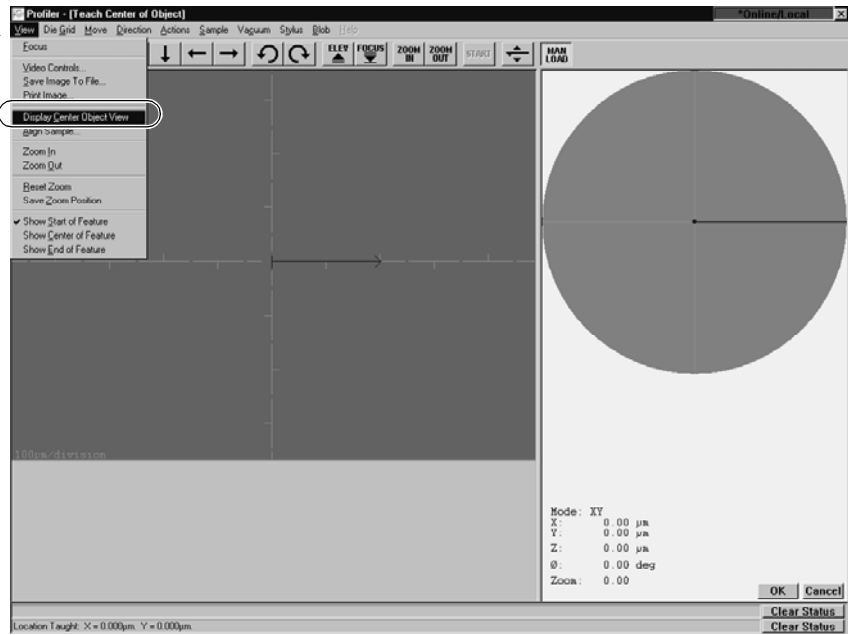 Profiler - [Teach Center of Object]
*Online/Local X
View Die Grid Move Direction Actions Sample Vacuum Stylus Blob Help
ELEV FOCUS ZOOM IN ZOOM OUT START MAN LOAD
Focus
Video Controls...
Save Image To File...
Print Image...
Display Center Object View
Align Sample...
Zoom In
Zoom Out
Reset Zoom
Save Zoom Position
✓ Show Start of Feature
Show Center of Feature
Show End of Feature
100µm/division
Mode: XY
X: 0.00 µm
Y: 0.00 µm
Z: 0.00 µm
Ø: 0.00 deg
Zoom: 0.00
OK Cancel
Clear Status
Location Taught: X = 0.000µm. Y = 0.000µm.
Clear Status